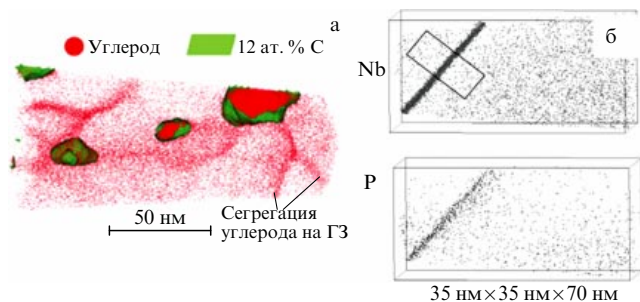 а
Углерод
12 ат. % C
50 нм
Сегрегация
углерода на ГЗ
б
Nb
P
35 нм×35 нм×70 нм